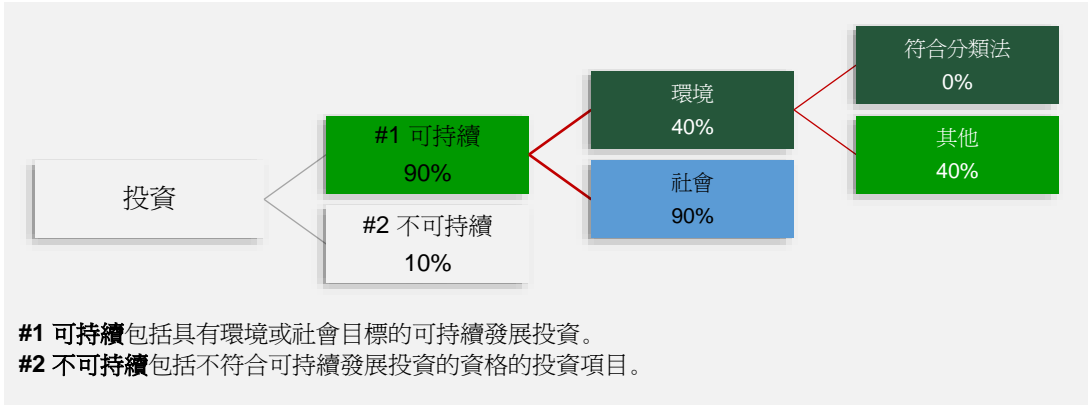 投資
#1 可持續
90%
#2 不可持續
10%
環境
40%
社會
90%
符合分類法
0%
其他
40%
#1 可持續包括具有環境或社會目標的可持續發展投資。
#2 不可持續包括不符合可持續發展投資的資格的投資項目。